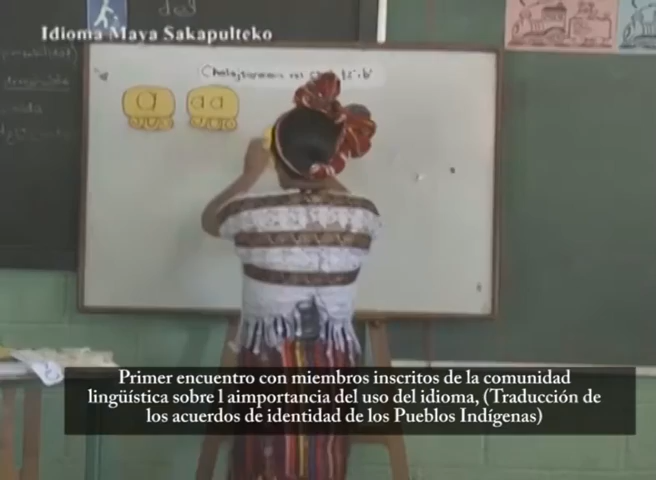 des
Idioma Maya Sakapulteko
a
aa
Primer encuentro con miembros inscritos de la comunidad
lingüística sobre l aimportancia del uso del idioma, (Traducción de
los acuerdos de identidad de los Pueblos Indígenas)